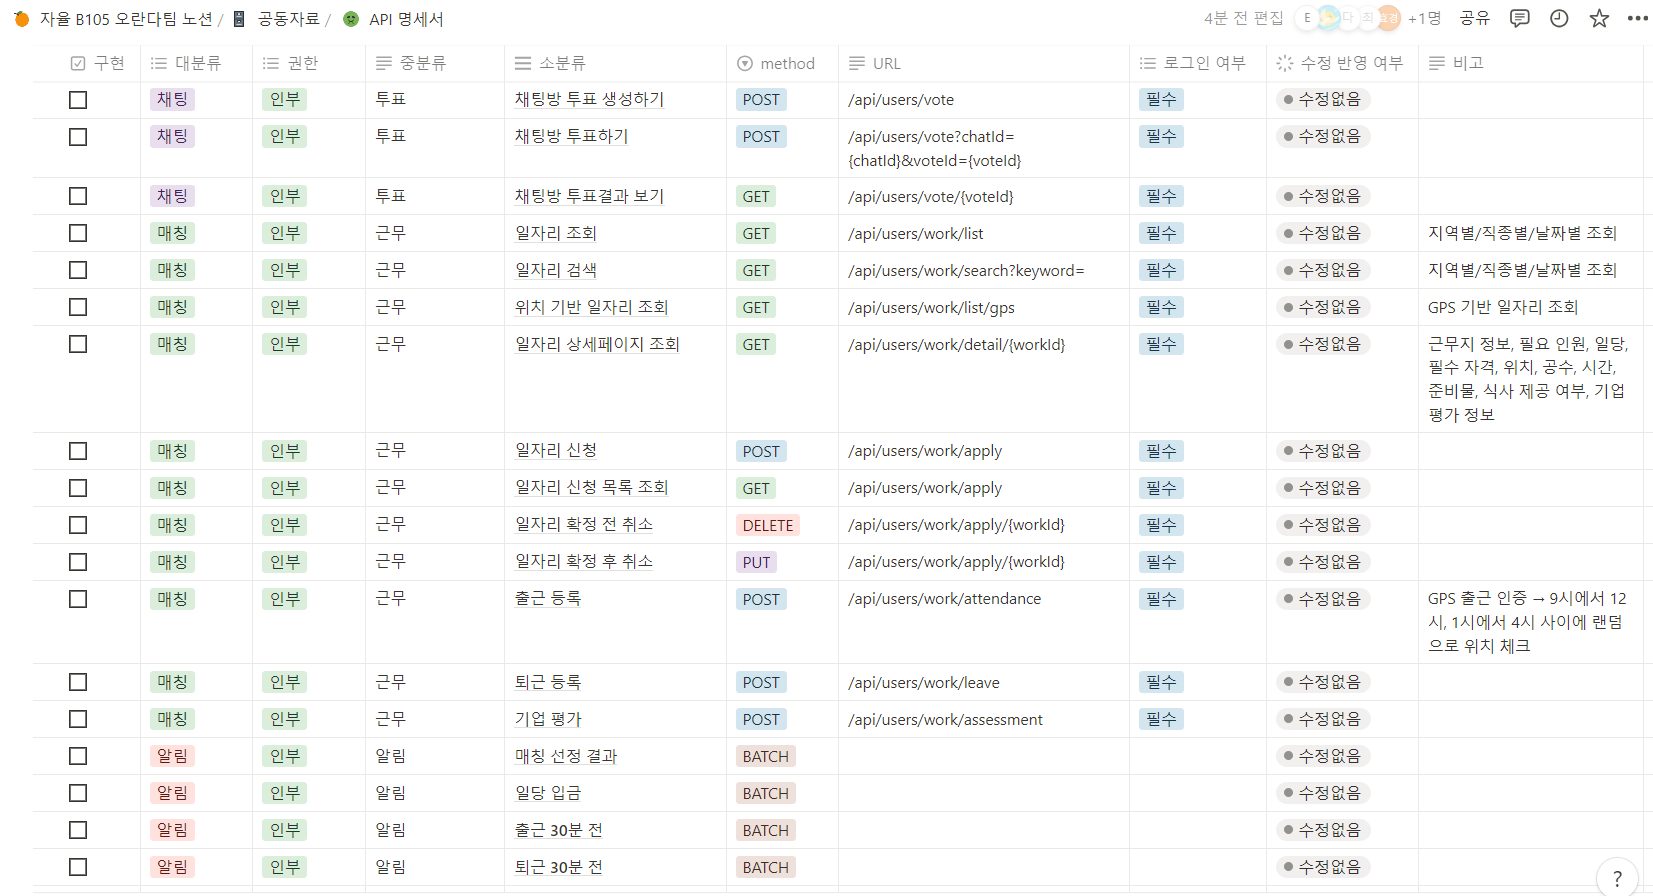 자율 B105 오란다팀 노션 / 공동자료 / API 명세서
4분 전 편집 E 다 최 효경 +1명 공유
구현 대분류 권한 중분류 소분류 method URL 로그인 여부 수정 반영 여부 비고
채팅 인부 투표 채팅방 투표 생성하기 POST /api/users/vote 필수 수정없음
채팅 인부 투표 채팅방 투표하기 POST /api/users/vote?chatId= 필수 수정없음
{chatId}&voteId={voteId}
채팅 인부 투표 채팅방 투표결과 보기 GET /api/users/vote/{voteId} 필수 수정없음
매칭 인부 근무 일자리 조회 GET /api/users/work/list 필수 수정없음 지역별/직종별/날짜별 조회
매칭 인부 근무 일자리 검색 GET /api/users/work/search?keyword= 필수 수정없음 지역별/직종별/날짜별 조회
매칭 인부 근무 위치 기반 일자리 조회 GET /api/users/work/list/gps 필수 수정없음 GPS 기반 일자리 조회
매칭 인부 근무 일자리 상세페이지 조회 GET /api/users/work/detail/{workId} 필수 수정없음 근무지 정보, 필요 인원, 일당,
필수 자격, 위치, 공수, 시간,
준비물, 식사 제공 여부, 기업
평가 정보
매칭 인부 근무 일자리 신청 POST /api/users/work/apply 필수 수정없음
매칭 인부 근무 일자리 신청 목록 조회 GET /api/users/work/apply 필수 수정없음
매칭 인부 근무 일자리 확정 전 취소 DELETE /api/users/work/apply/{workId} 필수 수정없음
매칭 인부 근무 일자리 확정 후 취소 PUT /api/users/work/apply/{workId} 필수 수정없음
매칭 인부 근무 출근 등록 POST /api/users/work/attendance 필수 수정없음 GPS 출근 인증 → 9시에서 12
시, 1시에서 4시 사이에 랜덤
으로 위치 체크
매칭 인부 근무 퇴근 등록 POST /api/users/work/leave 필수 수정없음
매칭 인부 근무 기업 평가 POST /api/users/work/assessment 필수 수정없음
알림 인부 알림 매칭 선정 결과 BATCH 수정없음
알림 인부 알림 일당 입금 BATCH 수정없음
알림 인부 알림 출근 30분 전 BATCH 수정없음
알림 인부 알림 퇴근 30분 전 BATCH 수정없음
?